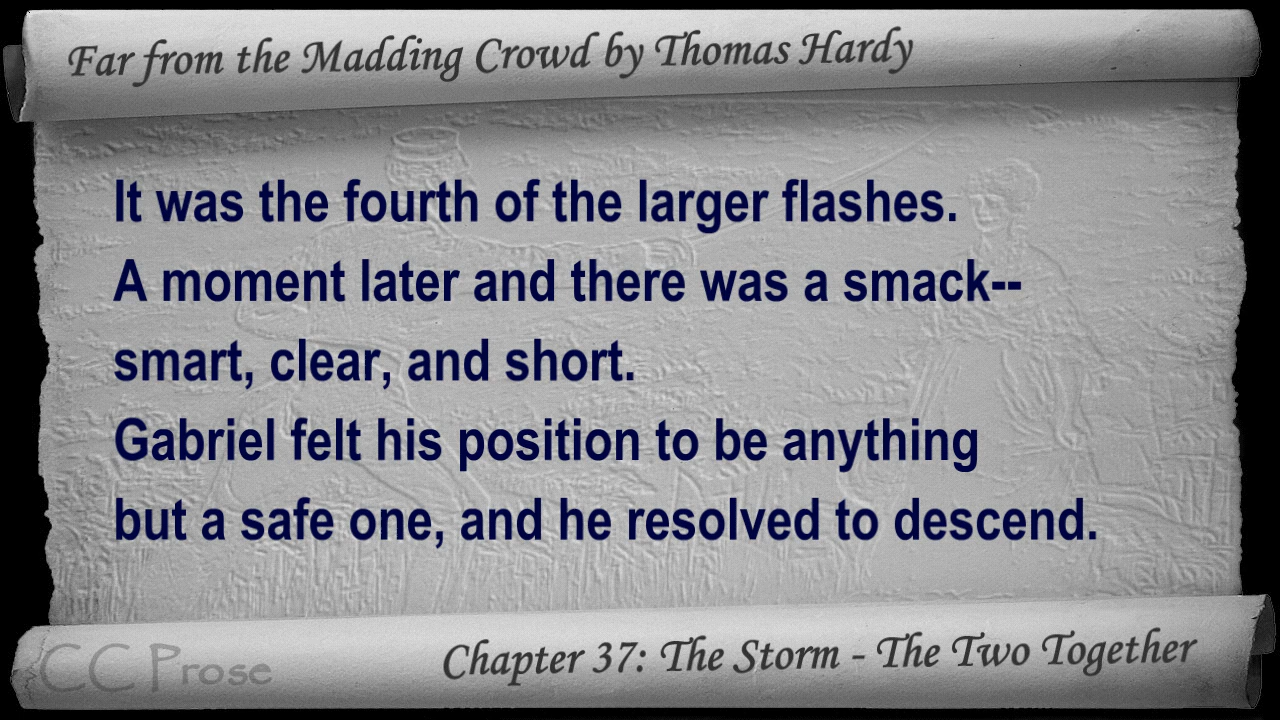 Far from the Madding Crowd by Thomas Hardy
It was the fourth of the larger flashes.
A moment later and there was a smack--
smart, clear, and short.
Gabriel felt his position to be anything
but a safe one, and he resolved to descend.
CC Prose
Chapter 37: The Storm - The Two Together